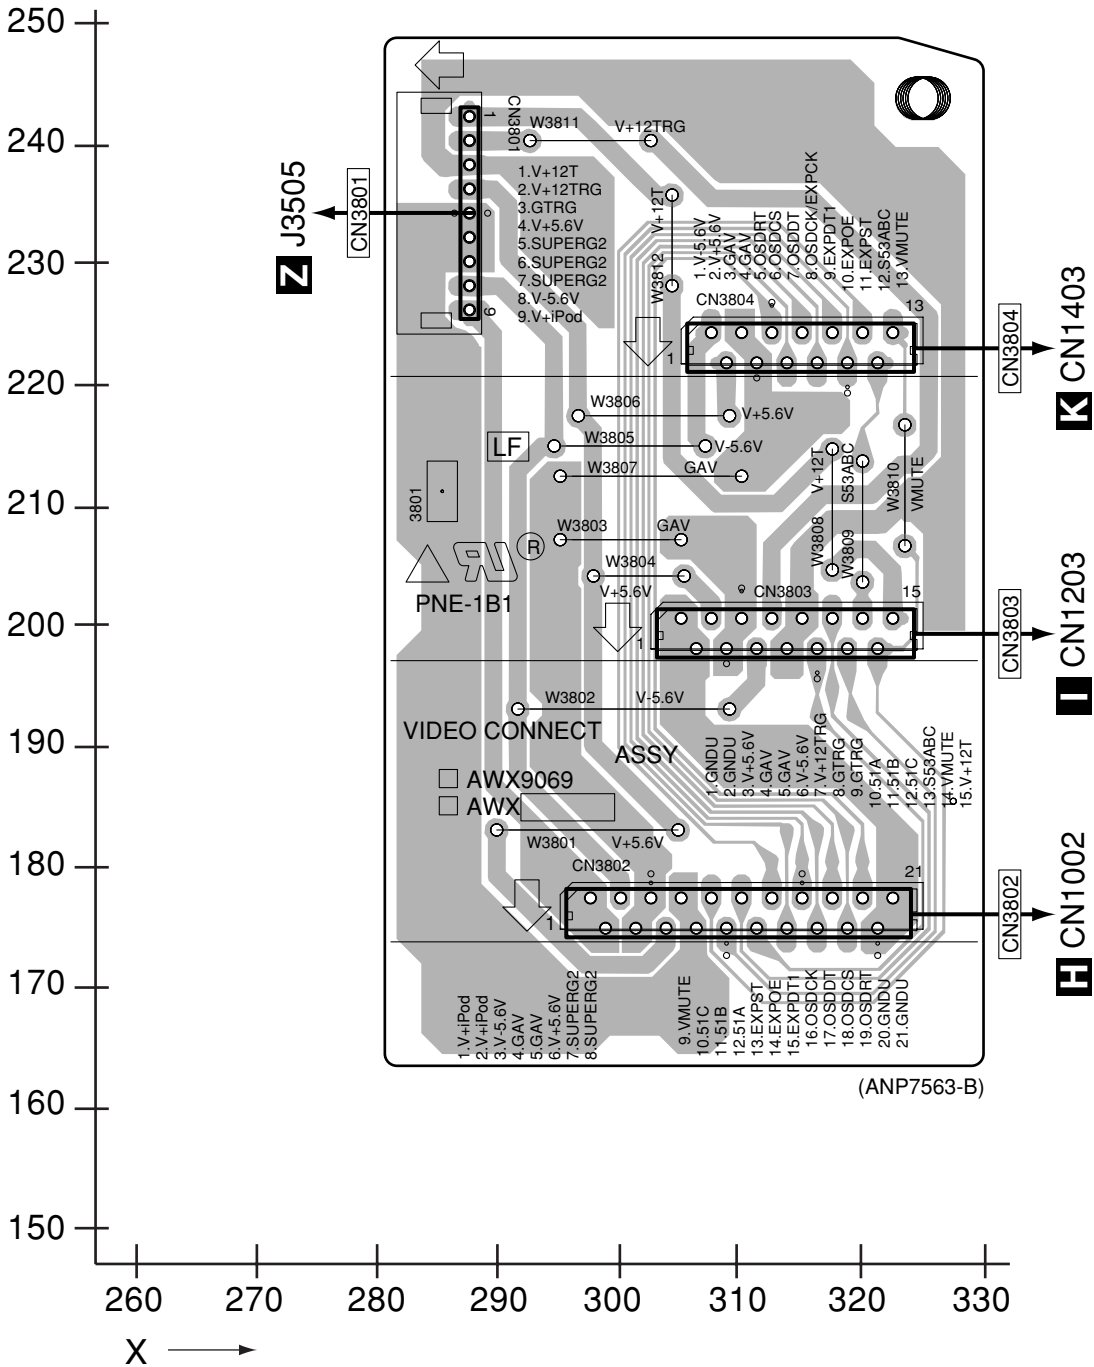 250
240
230
220
210
200
190
180
170
160
150
260
270
280
290
300
310
320
330
X
Z J3505
CN3801
CN3801
1
9
W3811
V+12TRG
1.V+12T
2.V+12TRG
3.GTRG
4.V+5.6V
5.SUPERG2
6.SUPERG2
7.SUPERG2
8.V-5.6V
9.V+iPod
W3812
V+12T
1.V-5.6V
2.V+5.6V
3.GAV
4.GAV
5.OSDRT
6.OSDCS
7.OSDDT
8.OSDCK/EXPCK
9.EXPDT1
10.EXPOE
11.EXPST
12.S53ABC
13.VMUTE
CN3804
13
1
CN3804
K CN1403
W3806
V+5.6V
LF
W3805
V-5.6V
W3807
GAV
3801
W3803
GAV
W3804
V+5.6V
R
PNE-1B1
V+12T
W3808
S53ABC
W3809
W3810
VMUTE
CN3803
15
1
CN3803
I CN1203
W3802
V-5.6V
VIDEO CONNECT
ASSY
AWX9069
AWX
1.GNDU
2.GNDU
3.V+5.6V
4.GAV
5.GAV
6.V-5.6V
7.V+12TRG
8.GTRG
9.GTRG
10.51A
11.51B
12.51C
13.S53ABC
14.VMUTE
15.V+12T
W3801
V+5.6V
CN3802
21
1
CN3802
H CN1002
1.V+iPod
2.V+iPod
3.V-5.6V
4.GAV
5.GAV
6.V+5.6V
7.SUPERG2
8.SUPERG2
9.VMUTE
10.51C
11.51B
12.51A
13.EXPST
14.EXPOE
15.EXPDT1
16.OSDCK
17.OSDDT
18.OSDCS
19.OSDRT
20.GNDU
21.GNDU
(ANP7563-B)